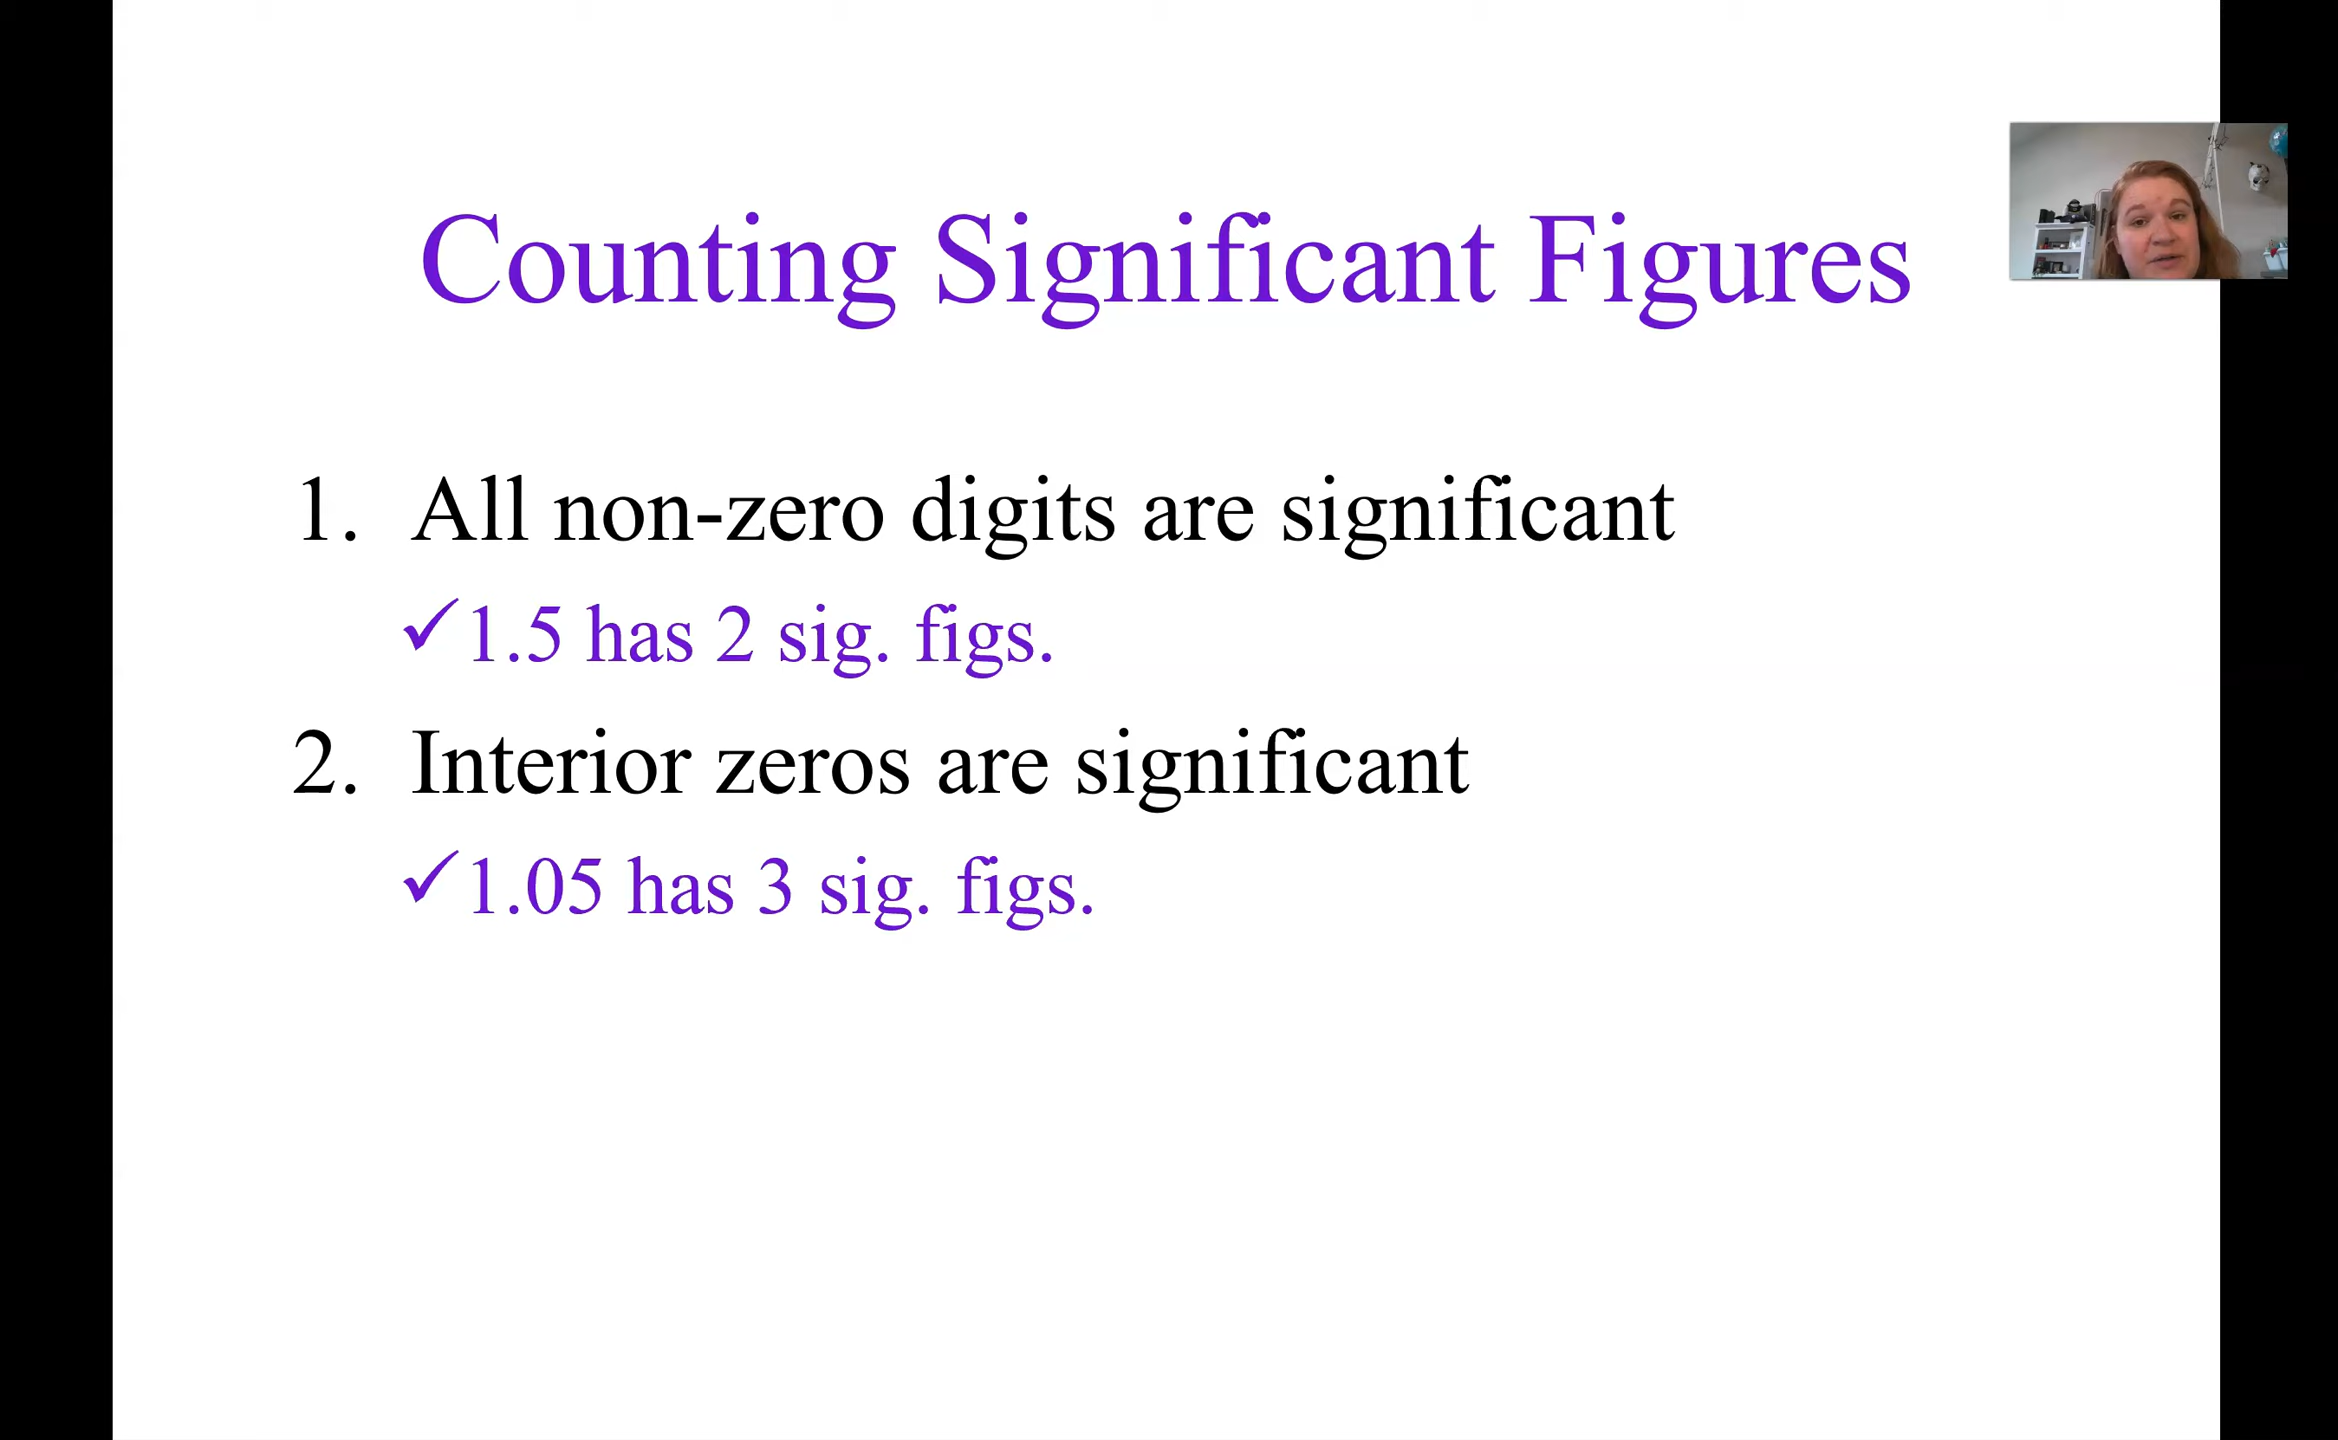 Counting Significant Figures
1. All non-zero digits are significant
✓1.5 has 2 sig. figs.
2. Interior zeros are significant
✓1.05 has 3 sig. figs.